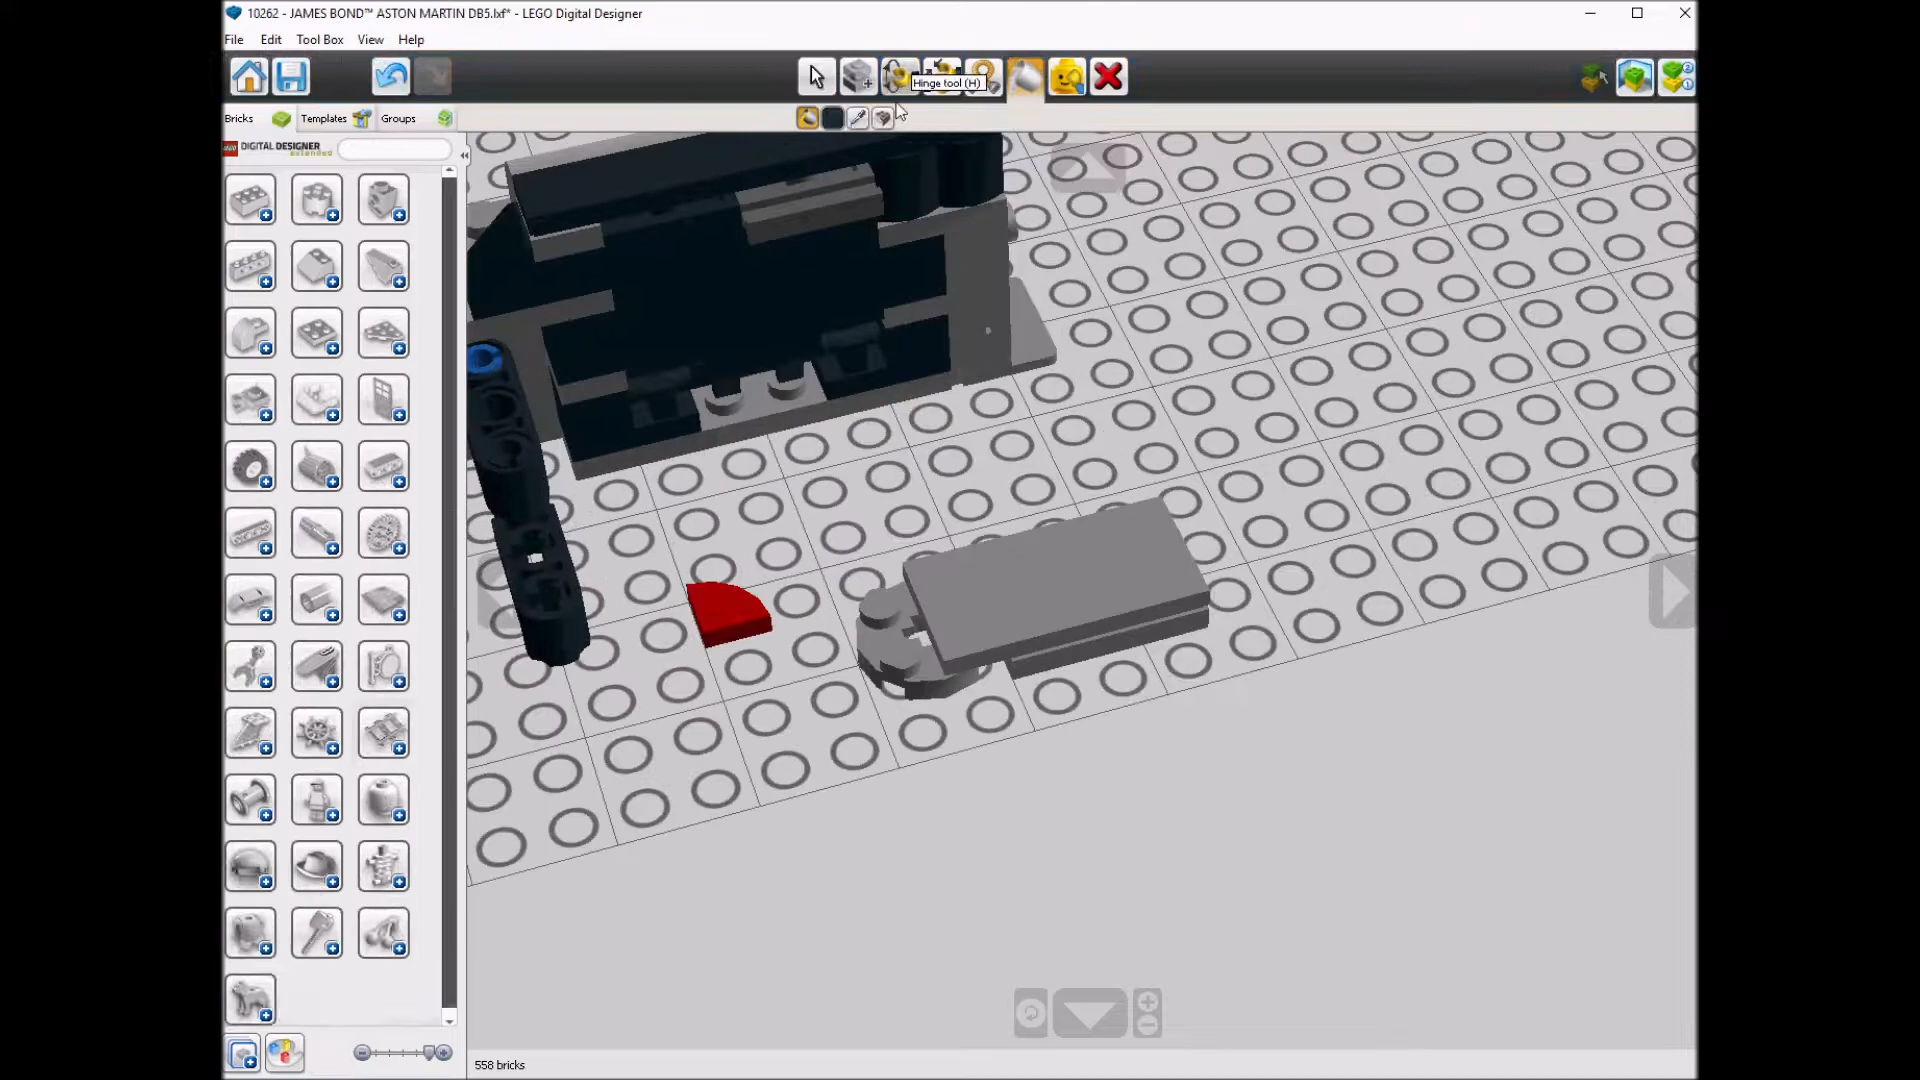 10262 - JAMES BOND™ ASTON MARTIN DB5.lxf* - LEGO Digital Designer
File Edit Tool Box View Help
Hinge tool (H)
Bricks Templates Groups
DIGITAL DESIGNER
extended
558 bricks